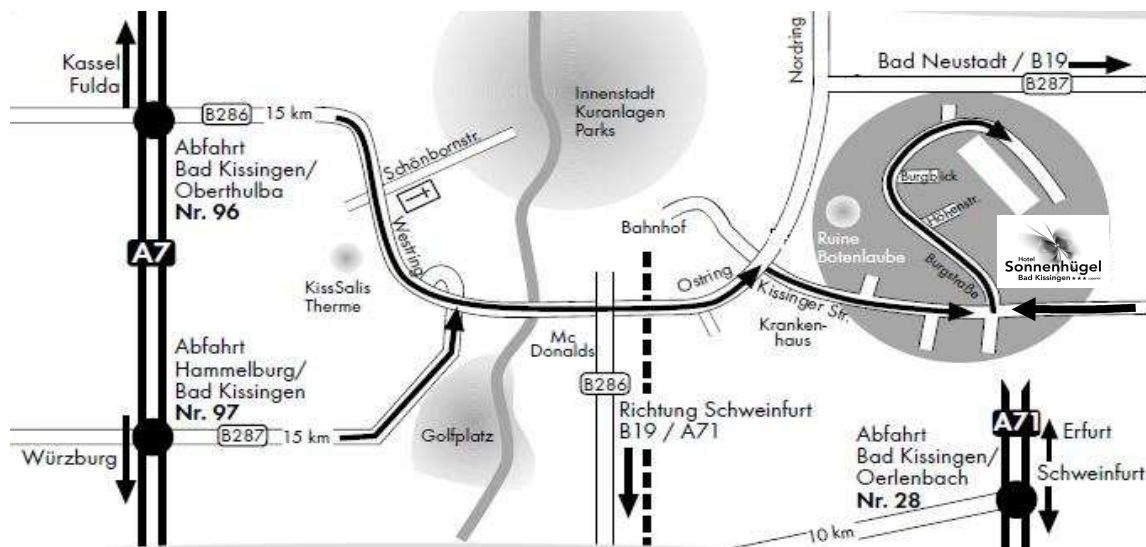 Kassel
Fulda
B286
15 km
Abfahrt
Bad Kissingen/
Oberthulba
Nr. 96
A7
Abfahrt
Hammelburg/
Bad Kissingen
Nr. 97
Würzburg
B287
15 km
Schönbornstr.
Westring
KissSalis
Therme
Golfplatz
Innenstadt
Kuranlagen
Parks
Mc
Donalds
B286
Richtung Schweinfurt
B19 / A71
Bahnhof
Ostring
Nordring
Kissinger Str.
Kranken-
haus
Bad Neustadt / B19
B287
Burgblick
Höhenstr.
Burgstraße
Ruine
Botenlaube
Hotel
Sonnenhügel
Bad Kissingen
A71
Erfurt
Schweinfurt
Abfahrt
Bad Kissingen/
Oerlenbach
Nr. 28
10 km